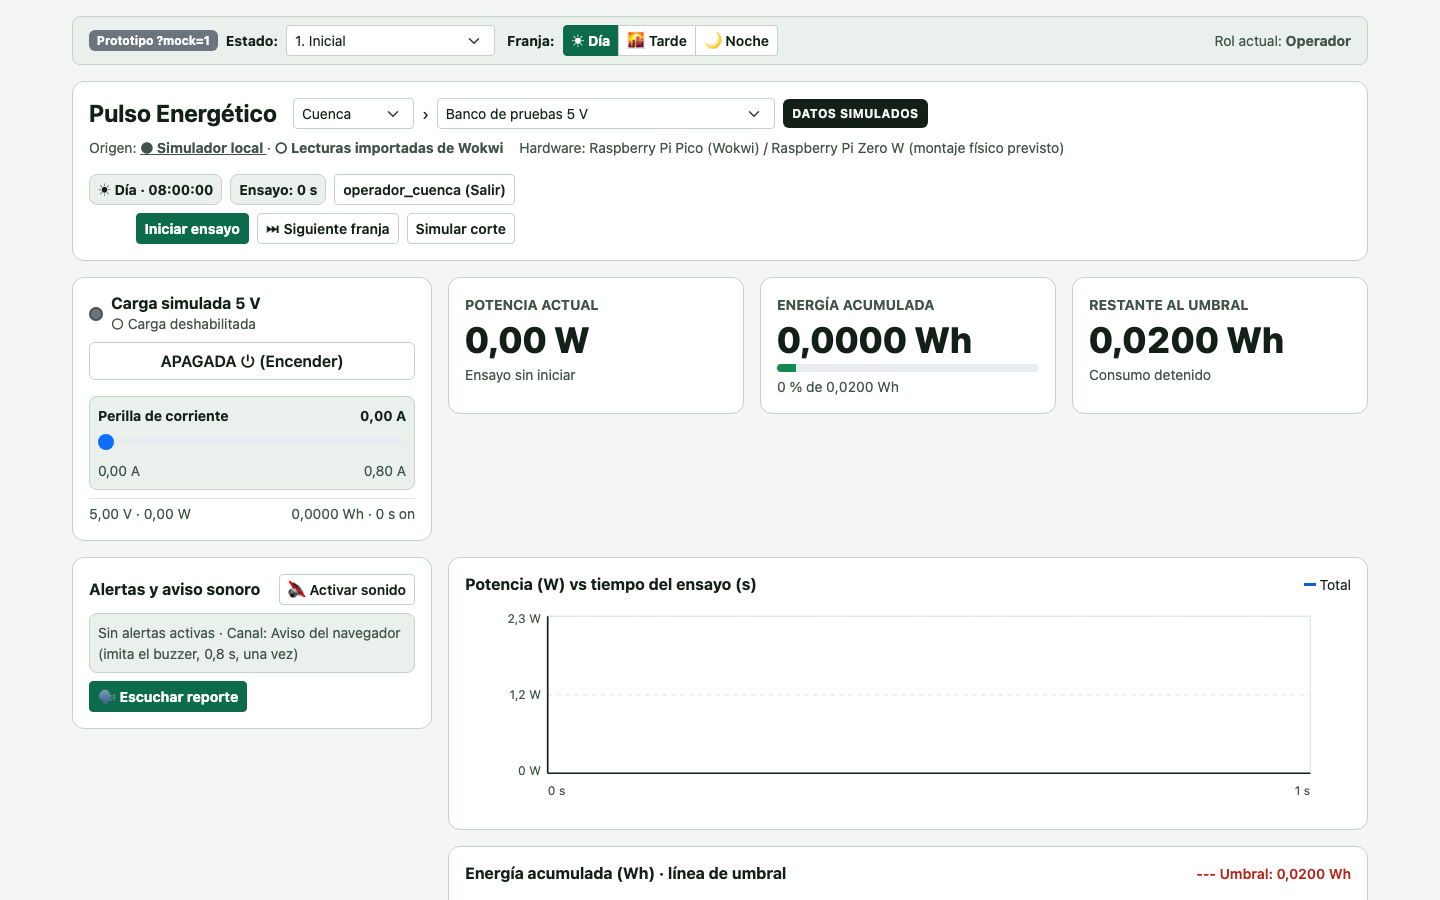 Prototipo ?mock=1 Estado: 1. Inicial Franja: Día Tarde Noche Rol actual: Operador
Pulso Energético Cuenca › Banco de pruebas 5 V DATOS SIMULADOS
Origen: Simulador local · Lecturas importadas de Wokwi Hardware: Raspberry Pi Pico (Wokwi) / Raspberry Pi Zero W (montaje físico previsto)
Día · 08:00:00 Ensayo: 0 s operador_cuenca (Salir)
Iniciar ensayo Siguiente franja Simular corte
Carga simulada 5 V
Carga deshabilitada
APAGADA (Encender)
Perilla de corriente 0,00 A
0,00 A 0,80 A
5,00 V · 0,00 W 0,0000 Wh · 0 s on
POTENCIA ACTUAL
0,00 W
Ensayo sin iniciar
ENERGÍA ACUMULADA
0,0000 Wh
0 % de 0,0200 Wh
RESTANTE AL UMBRAL
0,0200 Wh
Consumo detenido
Alertas y aviso sonoro Activar sonido
Sin alertas activas · Canal: Aviso del navegador
(imita el buzzer, 0,8 s, una vez)
Escuchar reporte
Potencia (W) vs tiempo del ensayo (s) Total
2,3 W
1,2 W
0 W
0 s 1 s
Energía acumulada (Wh) · línea de umbral --- Umbral: 0,0200 Wh